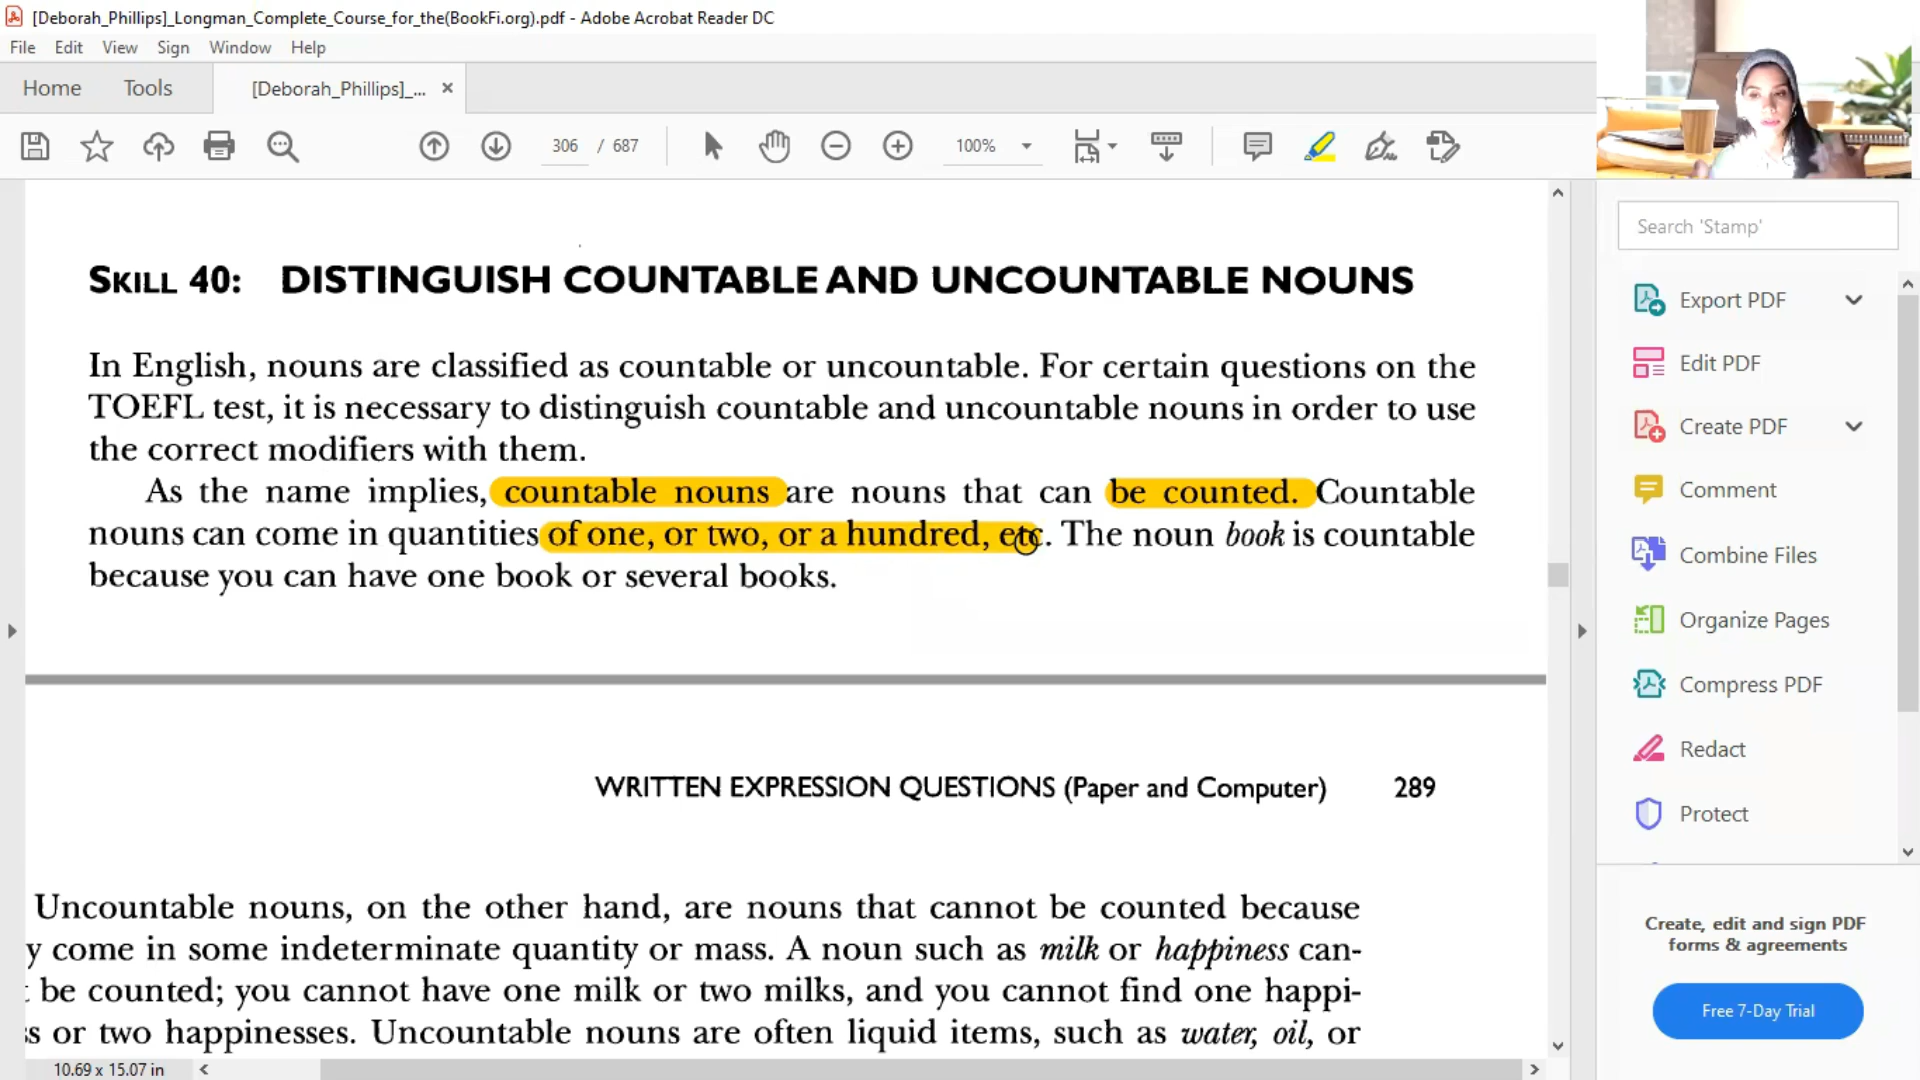 [Deborah_Phillips]_Longman_Complete_Course_for_the(BookFi.org).pdf - Adobe Acrobat Reader DC
File Edit View Sign Window Help
Home Tools [Deborah_Phillips]_... ×
306 / 687 100%
Search 'Stamp'
SKILL 40: DISTINGUISH COUNTABLE AND UNCOUNTABLE NOUNS
In English, nouns are classified as countable or uncountable. For certain questions on the
TOEFL test, it is necessary to distinguish countable and uncountable nouns in order to use
the correct modifiers with them.
As the name implies, countable nouns are nouns that can be counted. Countable
nouns can come in quantities of one, or two, or a hundred, etc. The noun book is countable
because you can have one book or several books.
WRITTEN EXPRESSION QUESTIONS (Paper and Computer) 289
Uncountable nouns, on the other hand, are nouns that cannot be counted because
y come in some indeterminate quantity or mass. A noun such as milk or happiness can-
be counted; you cannot have one milk or two milks, and you cannot find one happi-
s or two happinesses. Uncountable nouns are often liquid items, such as water, oil, or
10.69 x 15.07 in
Export PDF
Edit PDF
Create PDF
Comment
Combine Files
Organize Pages
Compress PDF
Redact
Protect
Create, edit and sign PDF
forms & agreements
Free 7-Day Trial